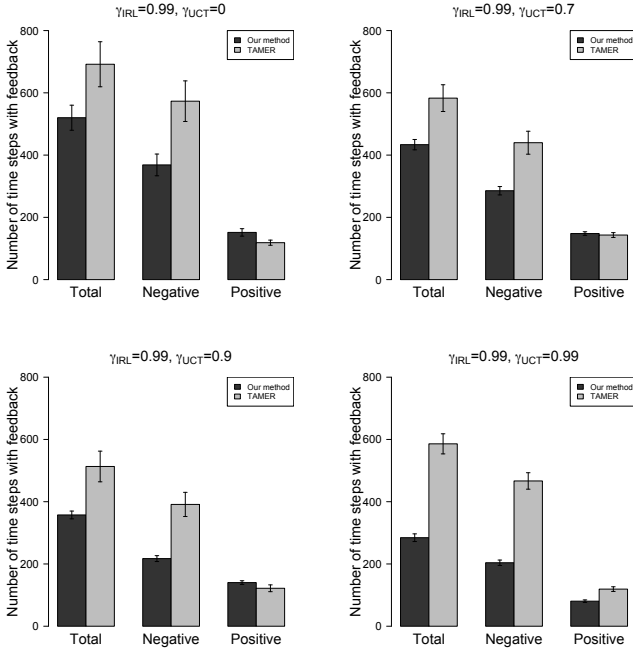 γIRL=0.99, γUCT=0
Number of time steps with feedback
800
600
400
200
0
Our method
TAMER
Total Negative Positive
γIRL=0.99, γUCT=0.7
Number of time steps with feedback
800
600
400
200
0
Our method
TAMER
Total Negative Positive
γIRL=0.99, γUCT=0.9
Number of time steps with feedback
800
600
400
200
0
Our method
TAMER
Total Negative Positive
γIRL=0.99, γUCT=0.99
Number of time steps with feedback
800
600
400
200
0
Our method
TAMER
Total Negative Positive